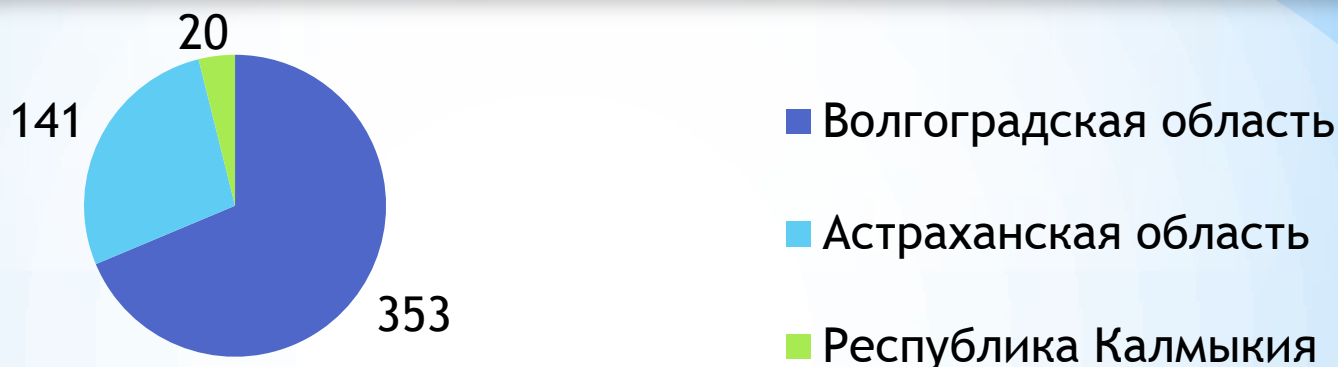 20
141
353
Волгоградская область
Астраханская область
Республика Калмыкия